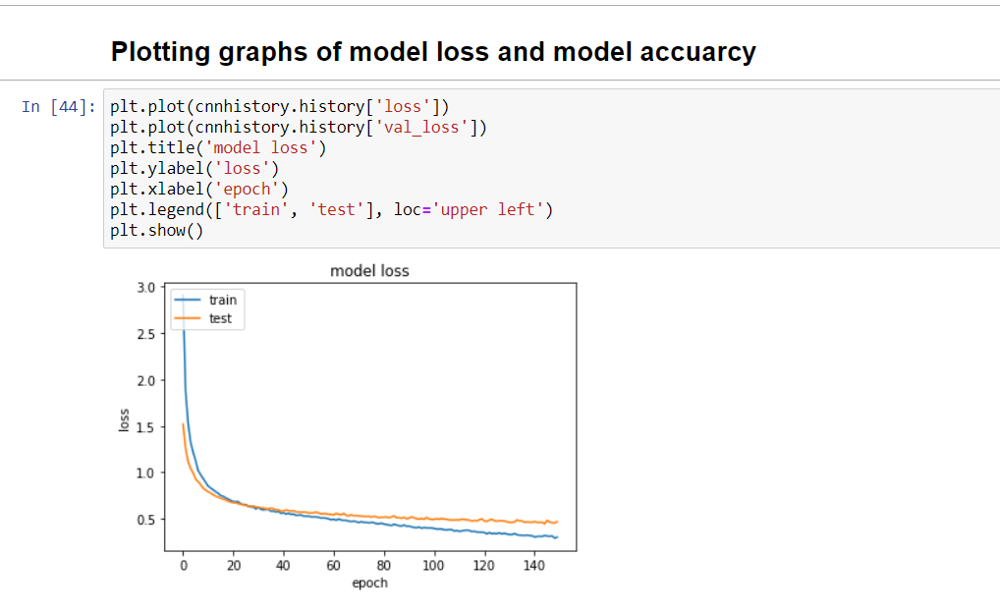 Plotting graphs of model loss and model accuarcy
In [44]:
plt.plot(cnnhistory.history['loss'])
plt.plot(cnnhistory.history['val_loss'])
plt.title('model loss')
plt.ylabel('loss')
plt.xlabel('epoch')
plt.legend(['train', 'test'], loc='upper left')
plt.show()
model loss
train
test
3.0
2.5
2.0
1.5
1.0
0.5
loss
0 20 40 60 80 100 120 140
epoch